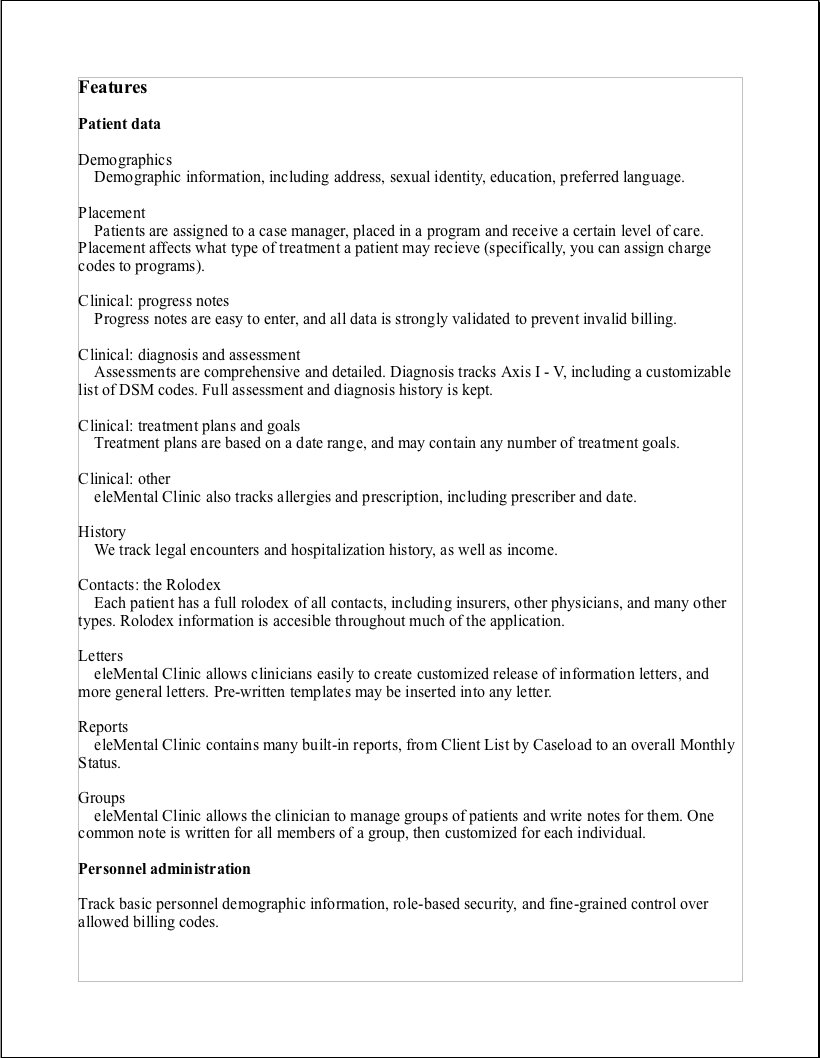 Features
Patient data
Demographics
Demographic information, including address, sexual identity, education, preferred language.
Placement
Patients are assigned to a case manager, placed in a program and receive a certain level of care.
Placement affects what type of treatment a patient may recieve (specifically, you can assign charge
codes to programs).
Clinical: progress notes
Progress notes are easy to enter, and all data is strongly validated to prevent invalid billing.
Clinical: diagnosis and assessment
Assessments are comprehensive and detailed. Diagnosis tracks Axis I - V, including a customizable
list of DSM codes. Full assessment and diagnosis history is kept.
Clinical: treatment plans and goals
Treatment plans are based on a date range, and may contain any number of treatment goals.
Clinical: other
eleMental Clinic also tracks allergies and prescription, including prescriber and date.
History
We track legal encounters and hospitalization history, as well as income.
Contacts: the Rolodex
Each patient has a full rolodex of all contacts, including insurers, other physicians, and many other
types. Rolodex information is accesible throughout much of the application.
Letters
eleMental Clinic allows clinicians easily to create customized release of information letters, and
more general letters. Pre-written templates may be inserted into any letter.
Reports
eleMental Clinic contains many built-in reports, from Client List by Caseload to an overall Monthly
Status.
Groups
eleMental Clinic allows the clinician to manage groups of patients and write notes for them. One
common note is written for all members of a group, then customized for each individual.
Personnel administration
Track basic personnel demographic information, role-based security, and fine-grained control over
allowed billing codes.